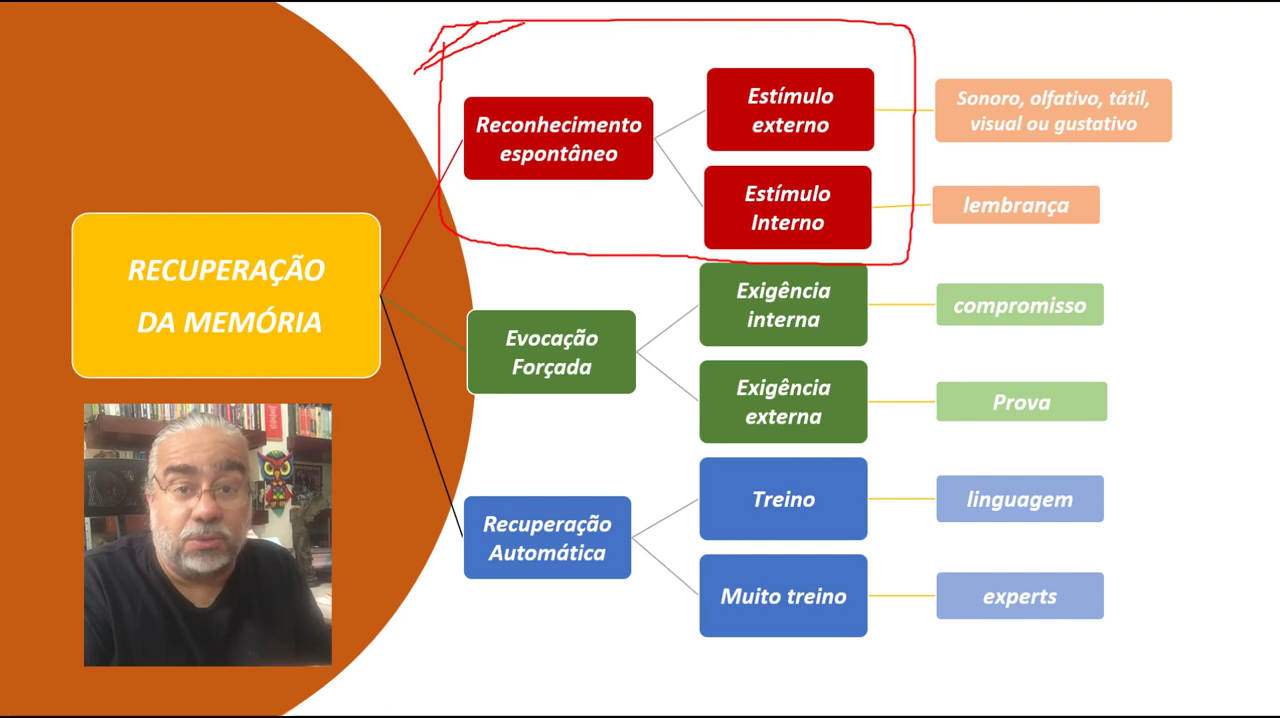 RECUPERAÇÃO
DA MEMÓRIA
Reconhecimento
espontâneo
Estímulo
externo
Sonoro, olfativo, tátil,
visual ou gustativo
Estímulo
Interno
lembrança
Evocação
Forçada
Exigência
interna
compromisso
Exigência
externa
Prova
Recuperação
Automática
Treino
linguagem
Muito treino
experts